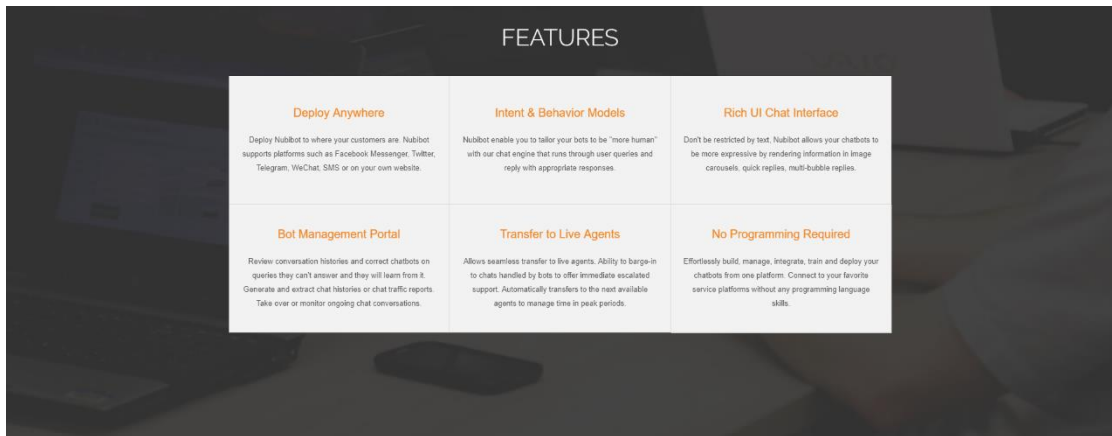 FEATURES
Deploy Anywhere
Deploy Nubibot to where your customers are. Nubibot
supports platforms such as Facebook Messenger, Twitter,
Telegram, WeChat, SMS or on your own website.
Intent & Behavior Models
Nubibot enable you to tailor your bots to be "more human"
with our chat engine that runs through user queries and
reply with appropriate responses.
Rich UI Chat Interface
Don't be restricted by text, Nubibot allows your chatbots to
be more expressive by rendering information in image
carousels, quick replies, multi-bubble replies.
Bot Management Portal
Review conversation histories and correct chatbots on
queries they can't answer and they will learn from it.
Generate and extract chat histories or chat traffic reports.
Take over or monitor ongoing chat conversations.
Transfer to Live Agents
Allows seamless transfer to live agents. Ability to barge-in
to chats handled by bots to offer immediate escalated
support. Automatically transfers to the next available
agents to manage time in peak periods.
No Programming Required
Effortlessly build, manage, integrate, train and deploy your
chatbots from one platform. Connect to your favorite
service platforms without any programming language
skills.